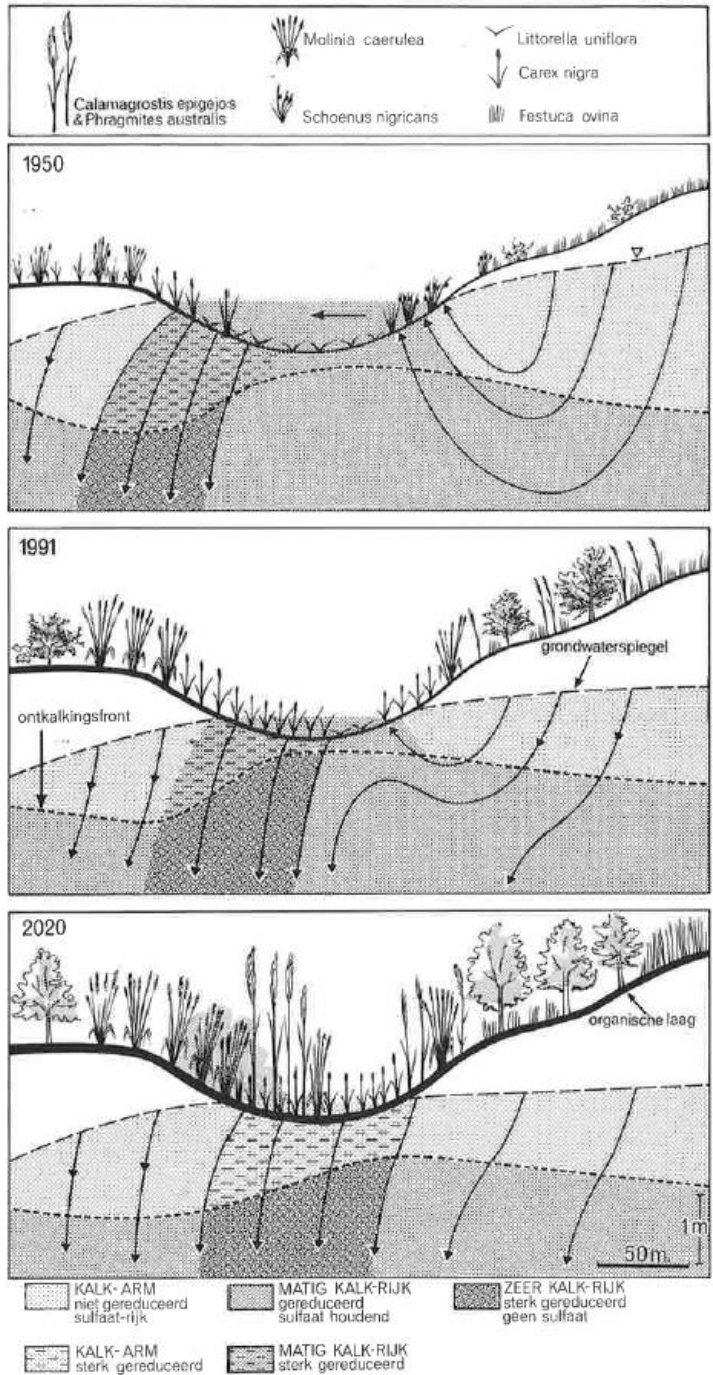 Calamagrostis epigejos
& Phragmites australis
Molinia caerulea
Schoenus nigricans
Littorella uniflora
Carex nigra
Festuca ovina
1950
1991
grondwaterspiegel
ontkalkingsfront
2020
organische laag
1m
50m.
KALK-ARM
niet gereduceerd
sulfaat-rijk
MATIG KALK-RIJK
gereduceerd
sulfaat houdend
ZEER KALK-RIJK
sterk gereduceerd
geen sulfaat
KALK-ARM
sterk gereduceerd
MATIG KALK-RIJK
sterk gereduceerd